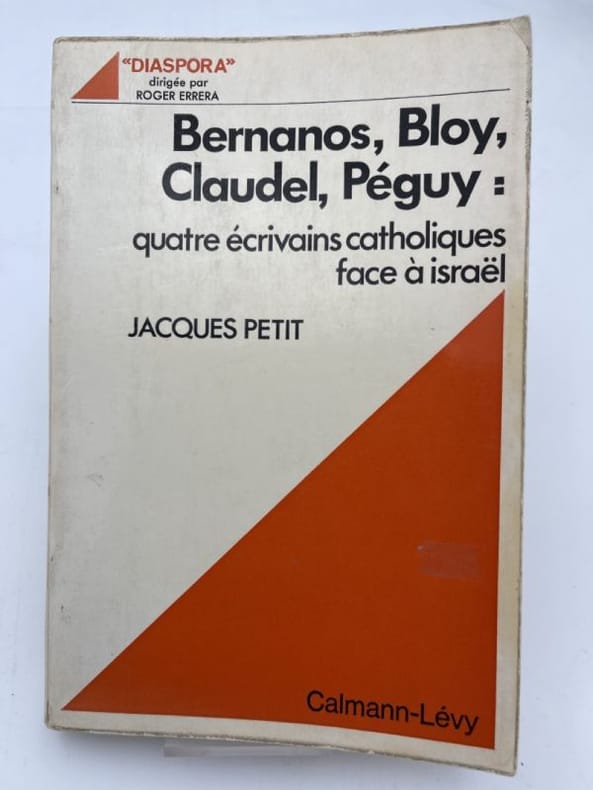 «DIASPORA»
dirigée par
ROGER ERRERA
Bernanos, Bloy,
Claudel, Péguy :
quatre écrivains catholiques
face à israël
JACQUES PETIT
Calmann-Lévy